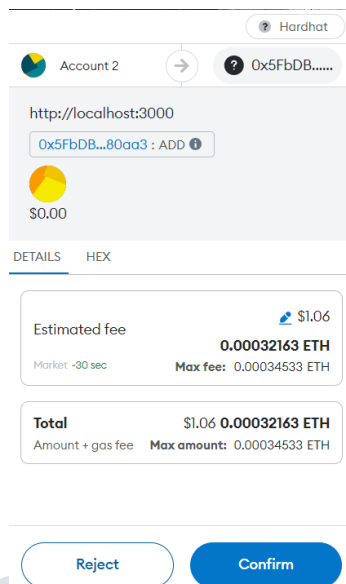 Hardhat
Account 2
0x5FbDB......
http://localhost:3000
0x5FbDB...80aa3 : ADD
$0.00
DETAILS HEX
Estimated fee $1.06
0.00032163 ETH
Market ~30 sec Max fee: 0.00034533 ETH
Total $1.06 0.00032163 ETH
Amount + gas fee Max amount: 0.00034533 ETH
Reject Confirm